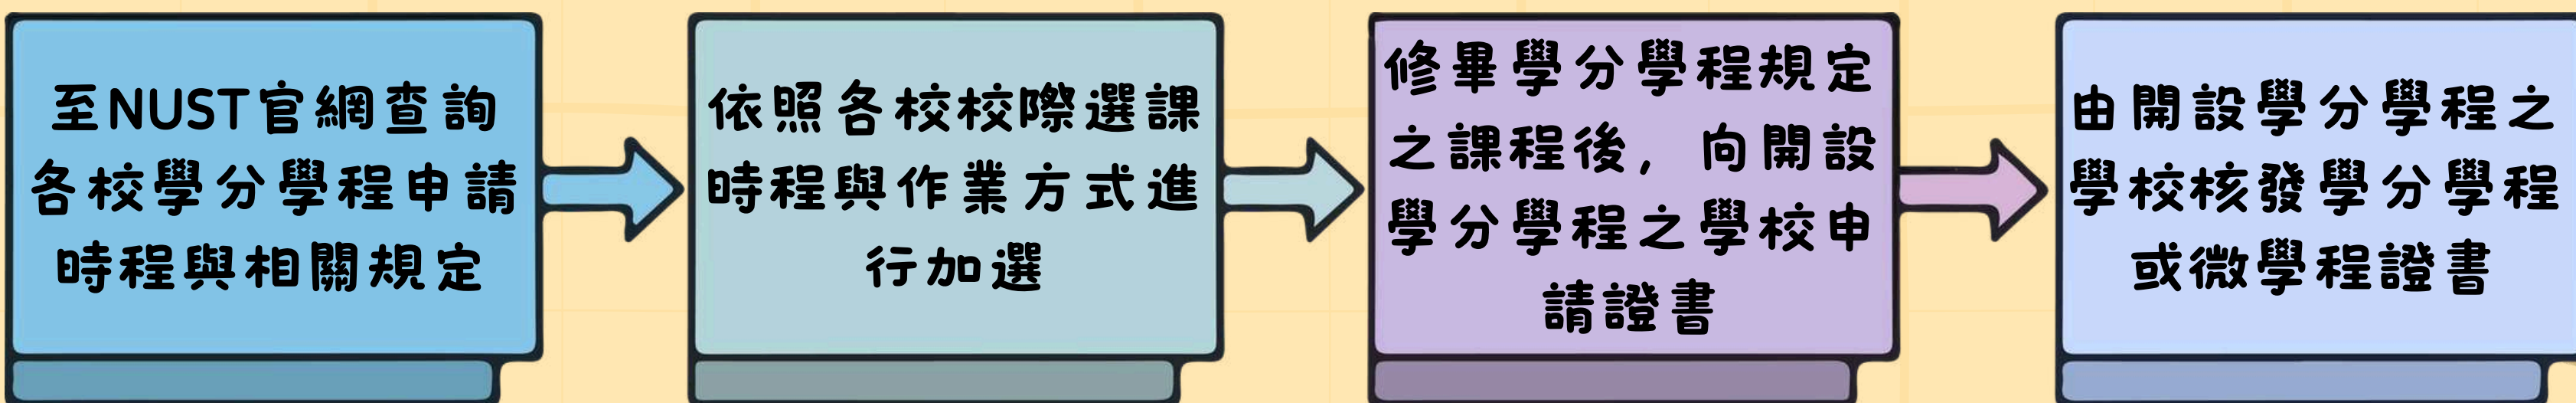 至NUST官網查詢
各校學分學程申請
時程與相關規定
依照各校校際選課
時程與作業方式進
行加選
修畢學分學程規定
之課程後，向開設
學分學程之學校申
請證書
由開設學分學程之
學校核發學分學程
或微學程證書